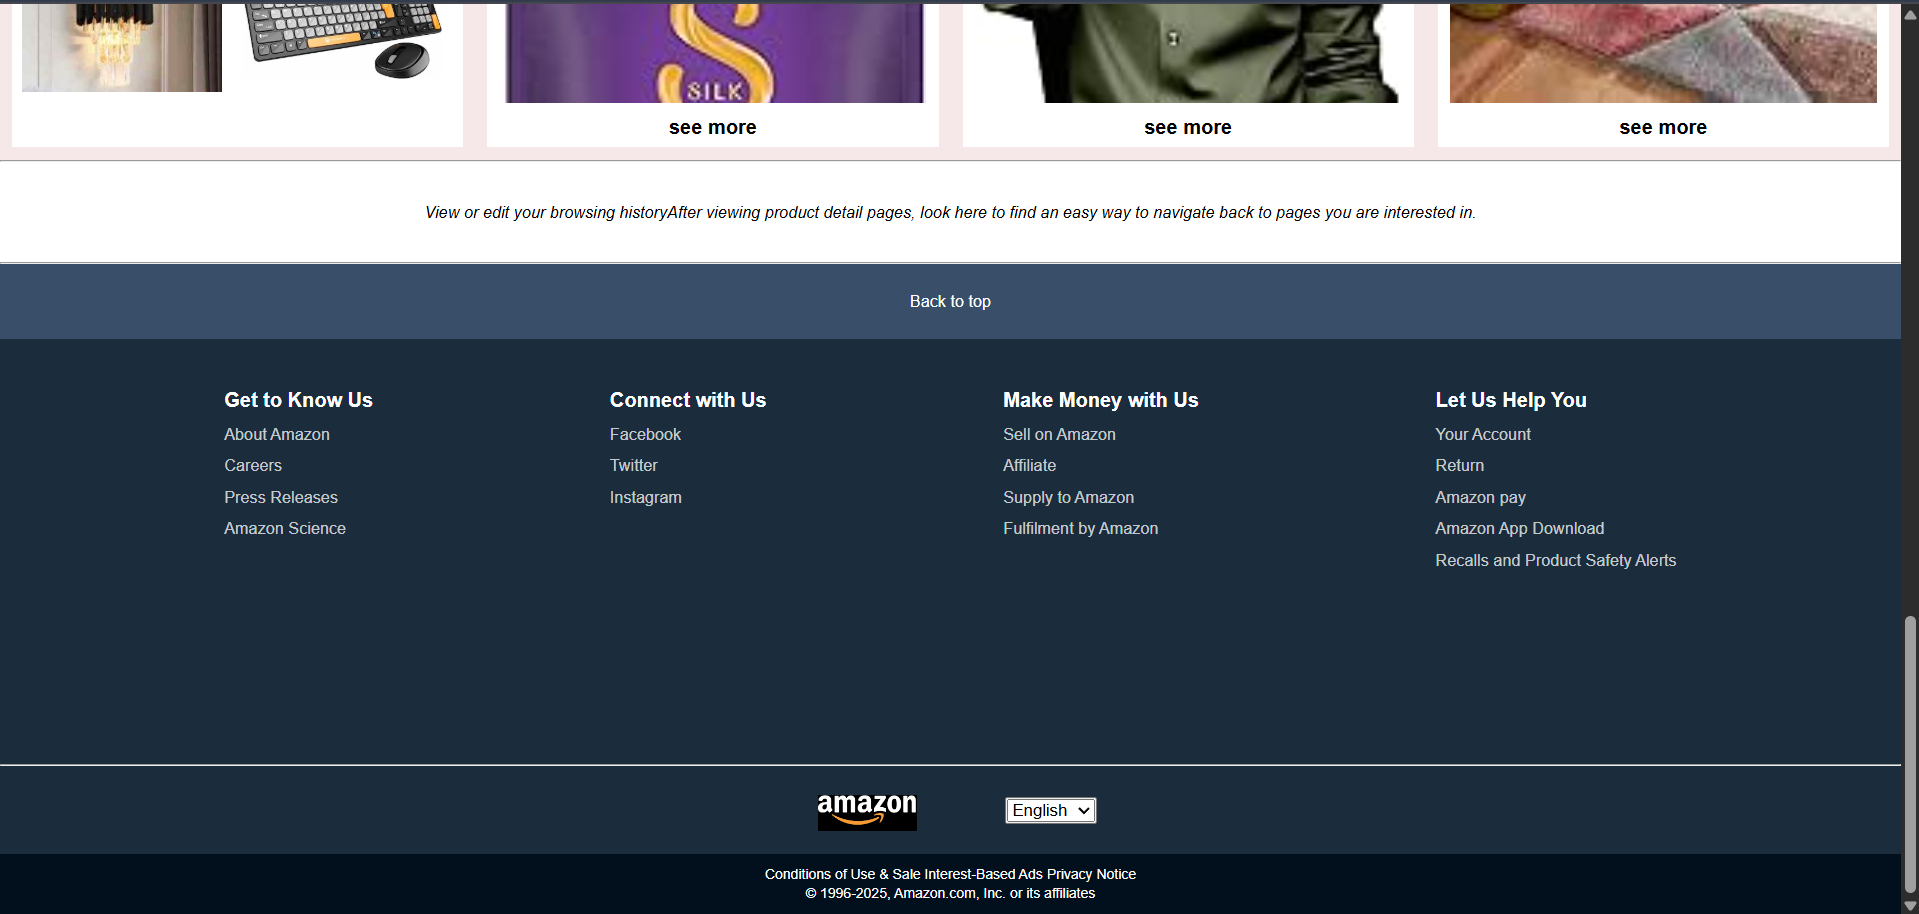 SILK
see more
see more
see more
View or edit your browsing historyAfter viewing product detail pages, look here to find an easy way to navigate back to pages you are interested in.
Back to top
Get to Know Us
About Amazon
Careers
Press Releases
Amazon Science
Connect with Us
Facebook
Twitter
Instagram
Make Money with Us
Sell on Amazon
Affiliate
Supply to Amazon
Fulfilment by Amazon
Let Us Help You
Your Account
Return
Amazon pay
Amazon App Download
Recalls and Product Safety Alerts
amazon
English
Conditions of Use & Sale Interest-Based Ads Privacy Notice
© 1996-2025, Amazon.com, Inc. or its affiliates